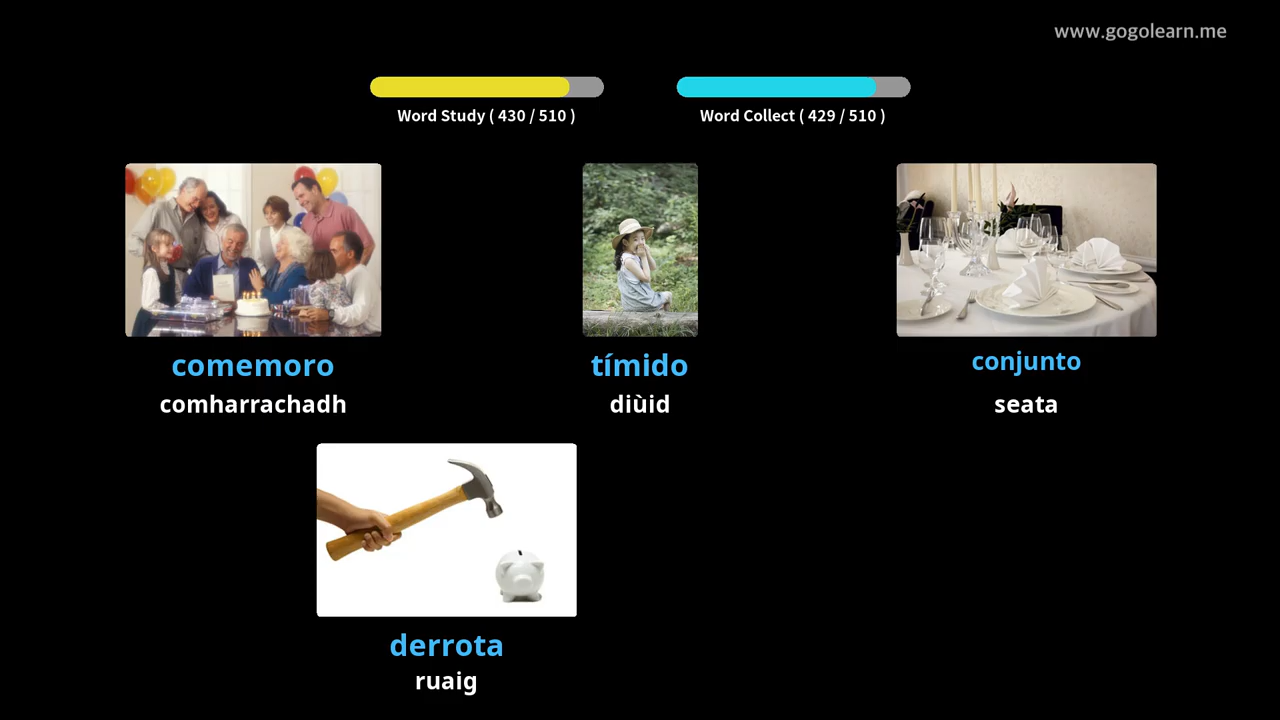 www.gogolearn.me
Word Study ( 430 / 510 )
Word Collect ( 429 / 510 )
comemoro
comharrachadh
tímido
diùid
conjunto
seata
derrota
ruaig